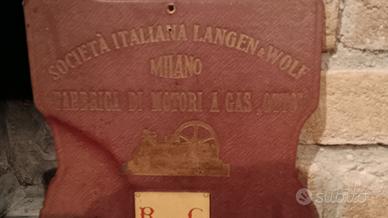 SOCIETÀ ITALIANA LANGEN & WOLF
MILANO
FABBRICA DI MOTORI A GAS „OTTO"
R C
subito